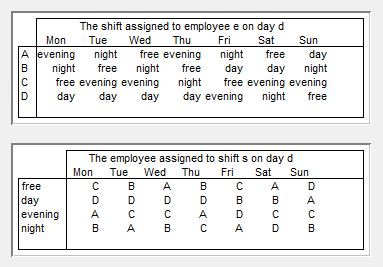 The shift assigned to employee e on day d
Mon Tue Wed Thu Fri Sat Sun
A evening night free evening night free day
B night free night free day day night
C free evening evening night free evening evening
D day day day day evening night free
The employee assigned to shift s on day d
Mon Tue Wed Thu Fri Sat Sun
free C B A B C A D
day D D D D B B A
evening A C C A D C C
night B A B C A D B